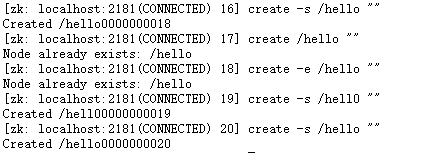 [zk: localhost:2181(CONNECTED) 16] create -s /hello ""
Created /hello0000000018
[zk: localhost:2181(CONNECTED) 17] create /hello ""
Node already exists: /hello
[zk: localhost:2181(CONNECTED) 18] create -e /hello ""
Node already exists: /hello
[zk: localhost:2181(CONNECTED) 19] create -s /hell0 ""
Created /hell00000000019
[zk: localhost:2181(CONNECTED) 20] create -s /hello ""
Created /hello0000000020